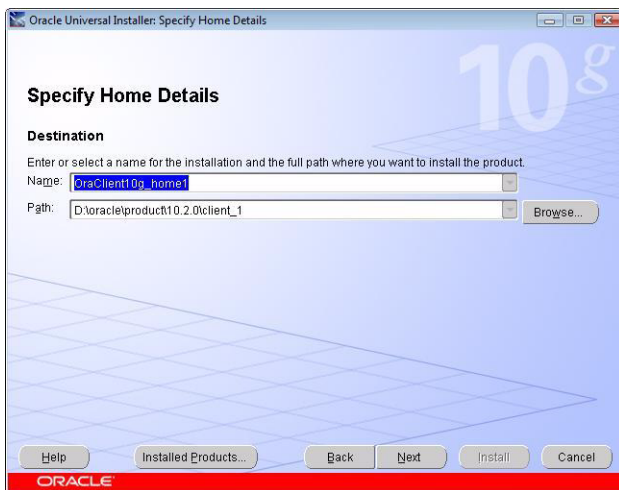 Oracle Universal Installer: Specify Home Details
10g
Specify Home Details
Destination
Enter or select a name for the installation and the full path where you want to install the product.
Name: OraClient10g_home1
Path: D:\oracle\product\10.2.0\client_1 Browse...
Help Installed Products... Back Next Install Cancel
ORACLE